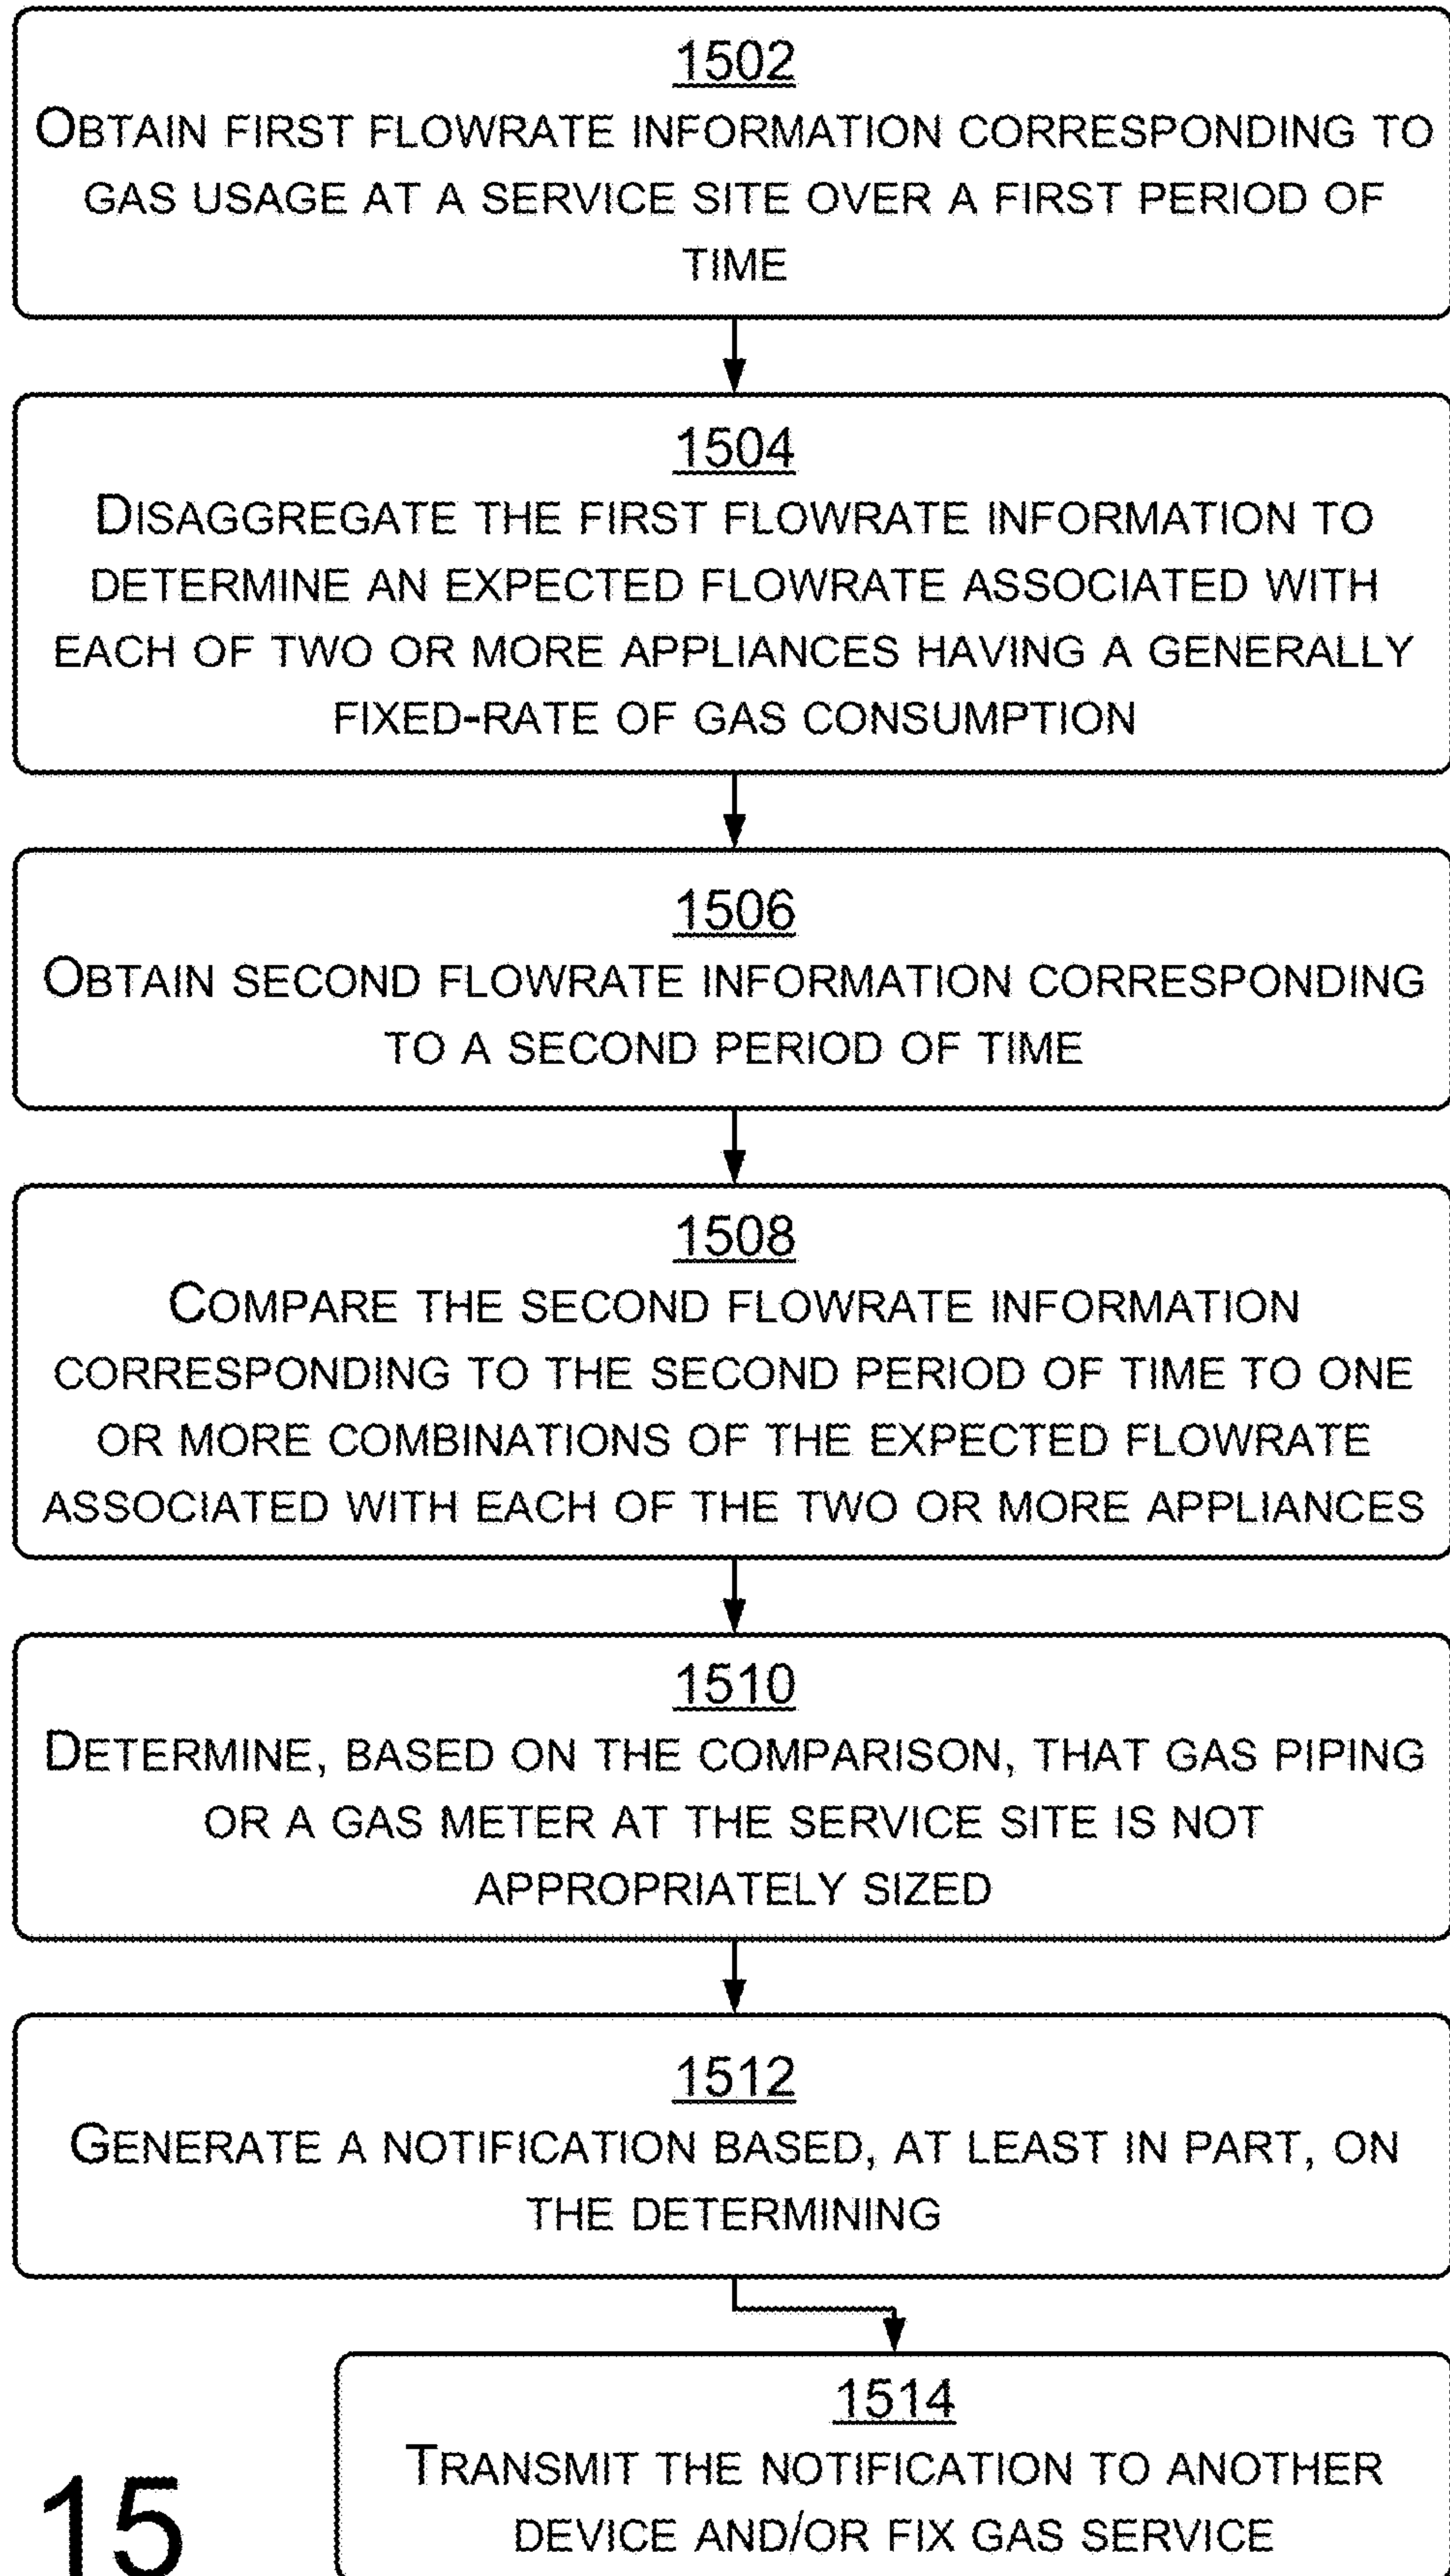 1502
OBTAIN FIRST FLOWRATE INFORMATION CORRESPONDING TO
GAS USAGE AT A SERVICE SITE OVER A FIRST PERIOD OF
TIME
1504
DISAGGREGATE THE FIRST FLOWRATE INFORMATION TO
DETERMINE AN EXPECTED FLOWRATE ASSOCIATED WITH
EACH OF TWO OR MORE APPLIANCES HAVING A GENERALLY
FIXED-RATE OF GAS CONSUMPTION
1506
OBTAIN SECOND FLOWRATE INFORMATION CORRESPONDING
TO A SECOND PERIOD OF TIME
1508
COMPARE THE SECOND FLOWRATE INFORMATION
CORRESPONDING TO THE SECOND PERIOD OF TIME TO ONE
OR MORE COMBINATIONS OF THE EXPECTED FLOWRATE
ASSOCIATED WITH EACH OF THE TWO OR MORE APPLIANCES
1510
DETERMINE, BASED ON THE COMPARISON, THAT GAS PIPING
OR A GAS METER AT THE SERVICE SITE IS NOT
APPROPRIATELY SIZED
1512
GENERATE A NOTIFICATION BASED, AT LEAST IN PART, ON
THE DETERMINING
1514
TRANSMIT THE NOTIFICATION TO ANOTHER
DEVICE AND/OR FIX GAS SERVICE
15